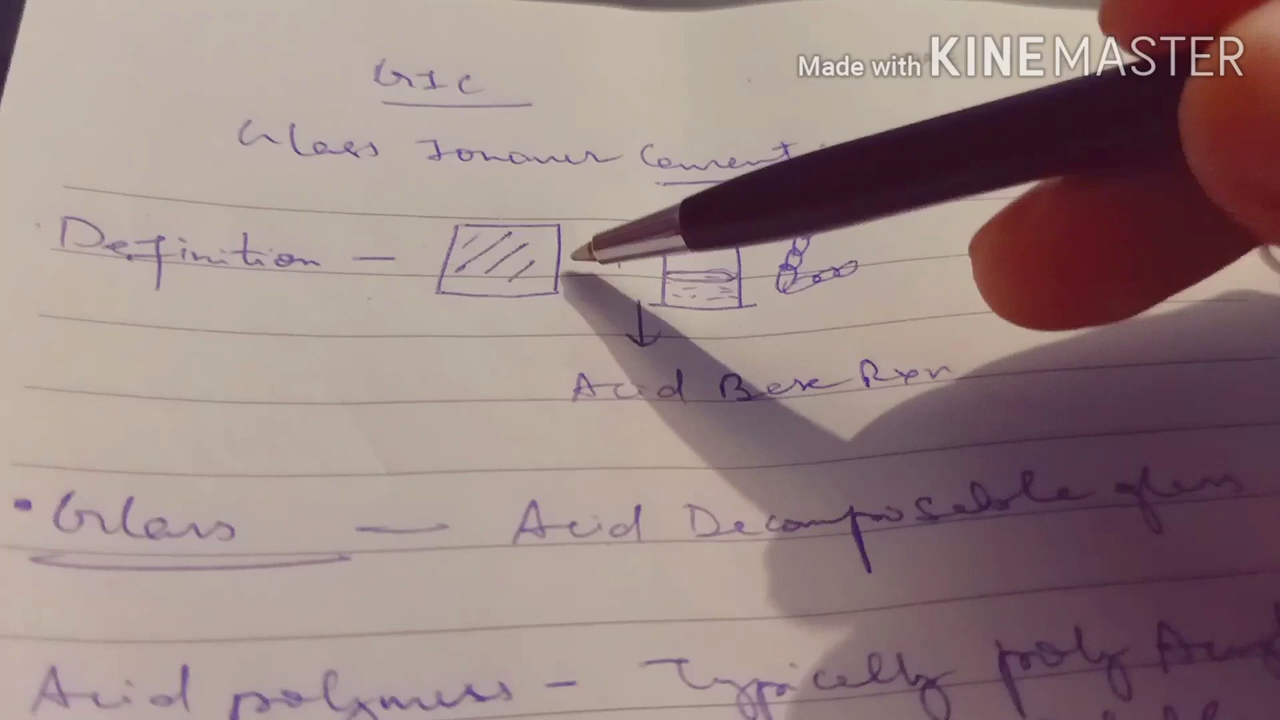 Made with KINEMASTER
GIC
Glass Ionomer Cement
Definition —
Acid Base Rxn
• Glass — Acid Decomposable glass
Acid polymers - Typically poly